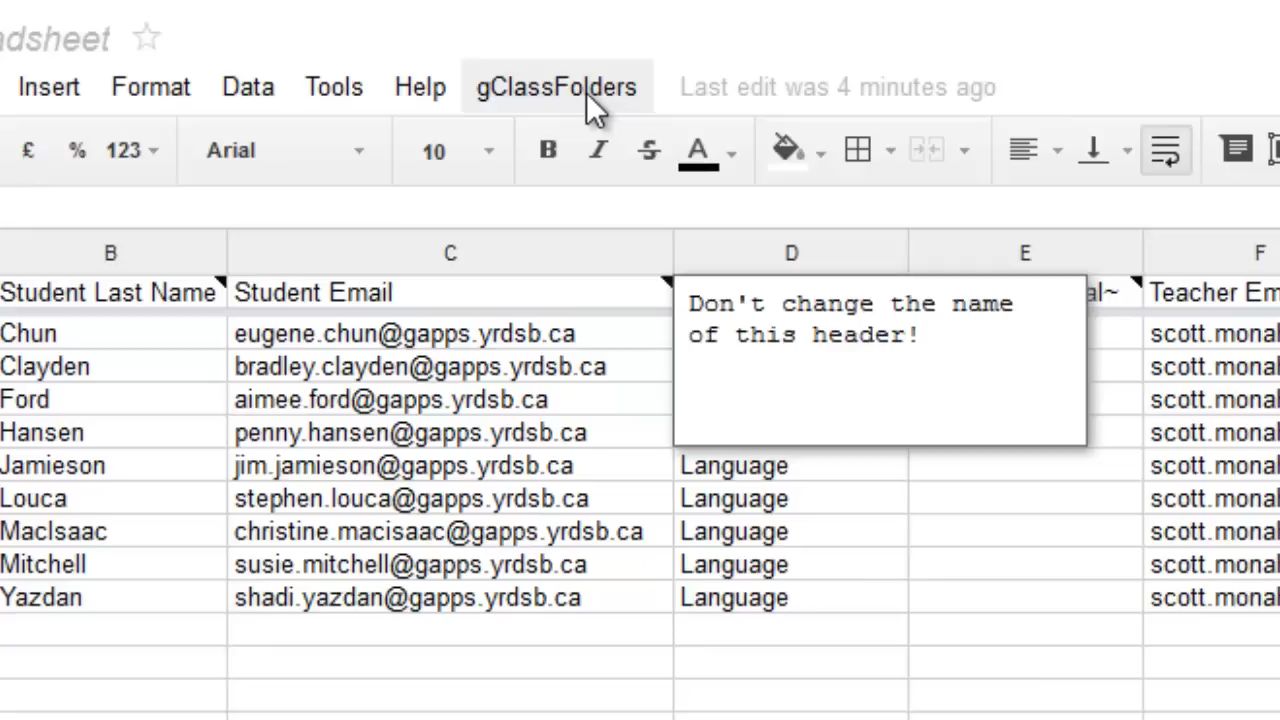 adsheet
Insert Format Data Tools Help gClassFolders Last edit was 4 minutes ago
£ % 123 Arial 10 B I S A
B C D E F
Student Last Name Student Email al~ Teacher Em
Don't change the name
of this header!
Chun eugene.chun@gapps.yrdsb.ca scott.monal
Clayden bradley.clayden@gapps.yrdsb.ca scott.monal
Ford aimee.ford@gapps.yrdsb.ca scott.monal
Hansen penny.hansen@gapps.yrdsb.ca scott.monal
Jamieson jim.jamieson@gapps.yrdsb.ca Language scott.monal
Louca stephen.louca@gapps.yrdsb.ca Language scott.monal
MacIsaac christine.macisaac@gapps.yrdsb.ca Language scott.monal
Mitchell susie.mitchell@gapps.yrdsb.ca Language scott.monal
Yazdan shadi.yazdan@gapps.yrdsb.ca Language scott.monal